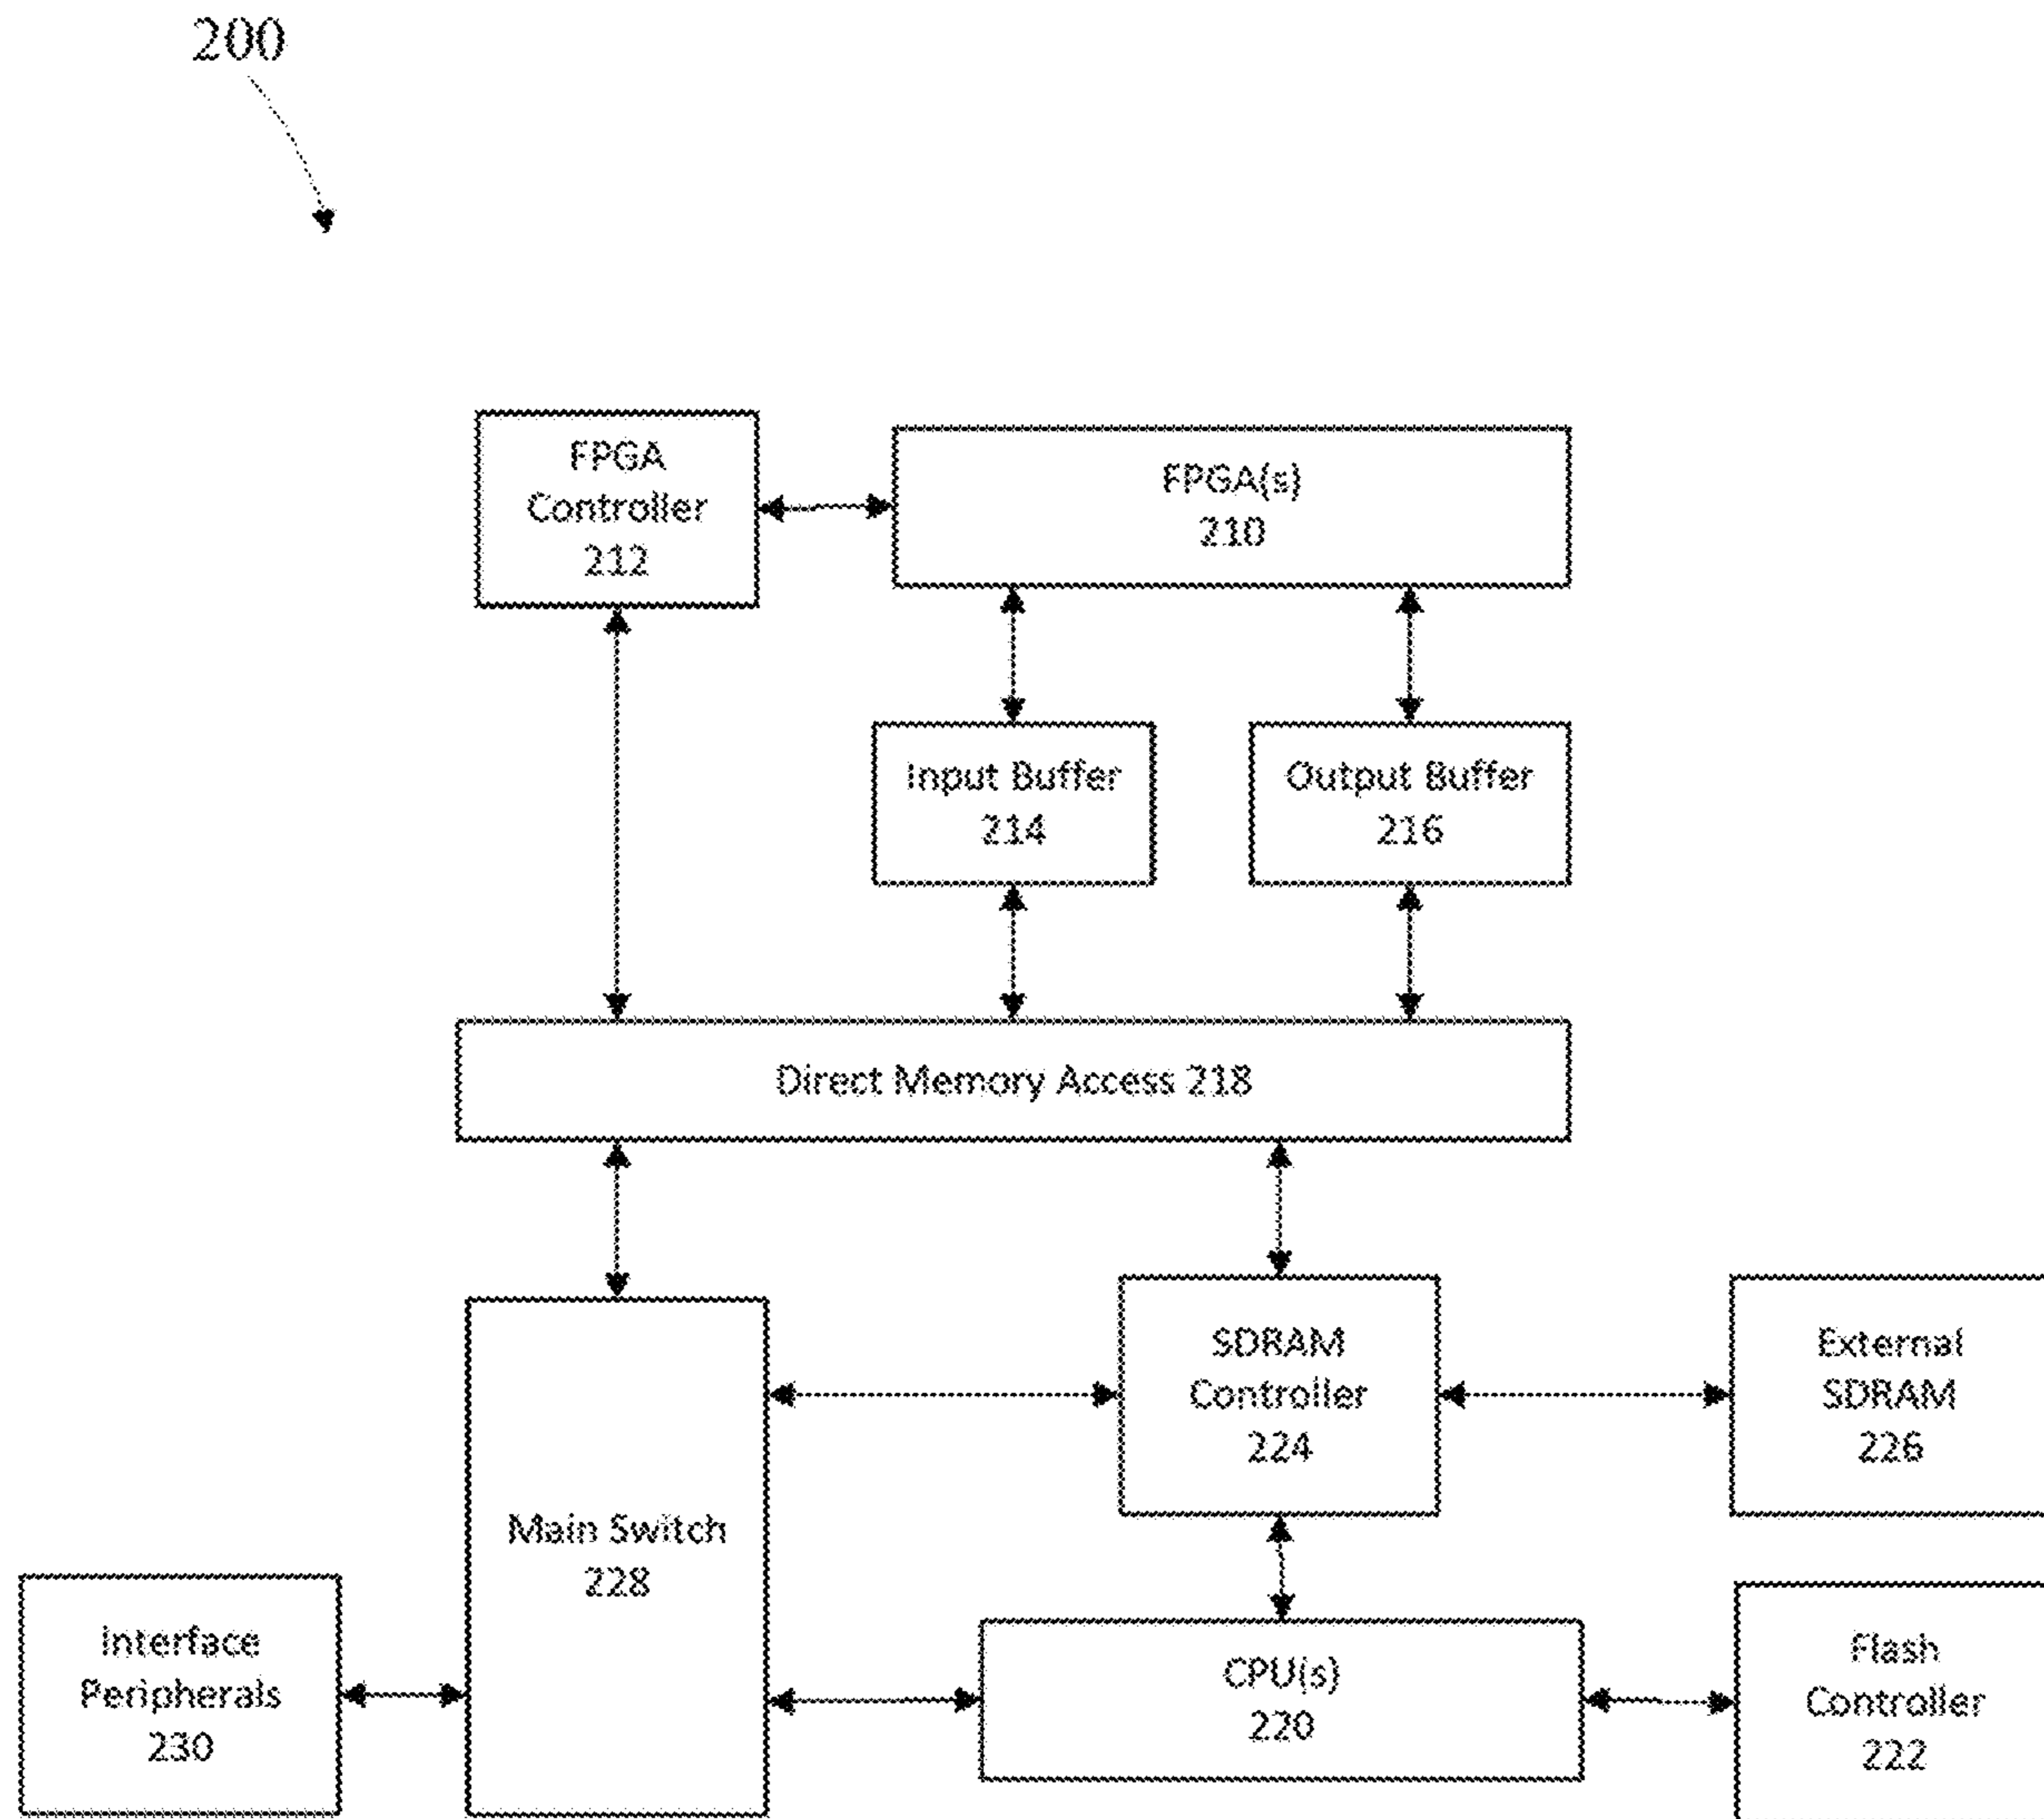 200
FPGA
Controller
212
FPGA(s)
210
Input Buffer
214
Output Buffer
216
Direct Memory Access 218
SDRAM
Controller
224
External
SDRAM
226
Main Switch
228
Interface
Peripherals
230
CPU(s)
220
Flash
Controller
222